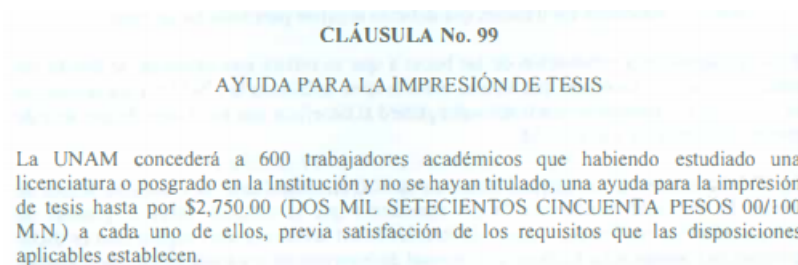 CLÁUSULA No. 99
AYUDA PARA LA IMPRESIÓN DE TESIS
La UNAM concederá a 600 trabajadores académicos que habiendo estudiado una
licenciatura o posgrado en la Institución y no se hayan titulado, una ayuda para la impresión
de tesis hasta por $2,750.00 (DOS MIL SETECIENTOS CINCUENTA PESOS 00/100
M.N.) a cada uno de ellos, previa satisfacción de los requisitos que las disposiciones
aplicables establecen.